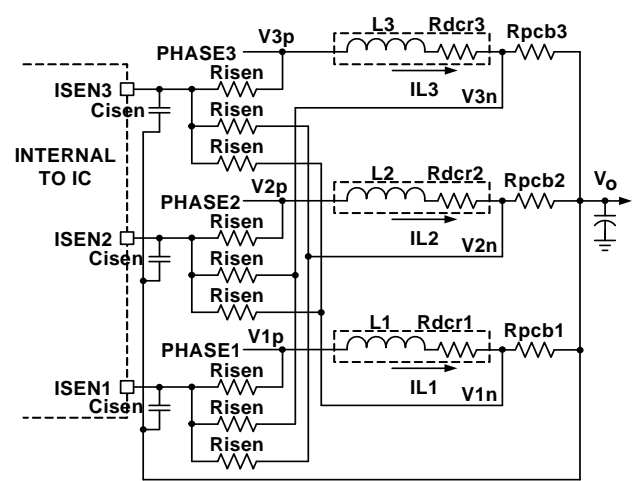 V3p
L3
Rdcr3
Rpcb3
PHASE3
Risen
IL3
V3n
ISEN3
Cisen
Risen
Risen
INTERNAL
TO IC
V2p
L2
Rdcr2
Rpcb2
Vo
PHASE2
Risen
IL2
V2n
ISEN2
Cisen
Risen
Risen
V1p
L1
Rdcr1
Rpcb1
PHASE1
Risen
IL1
V1n
ISEN1
Cisen
Risen
Risen